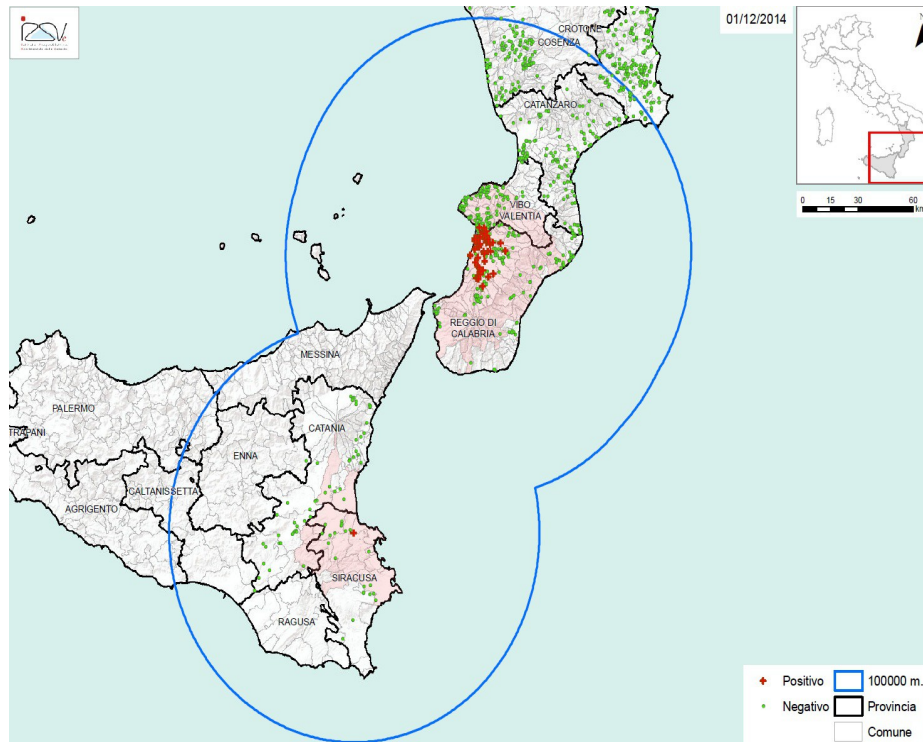 01/12/2014
CROTONE
COSENZA
CATANZARO
0 15 30 60
km
VIBO
VALENTIA
REGGIO DI
CALABRIA
MESSINA
PALERMO
TRAPANI
CATANIA
ENNA
CALTANISSETTA
AGRIGENTO
SIRACUSA
RAGUSA
Positivo
100000 m.
Negativo
Provincia
Comune